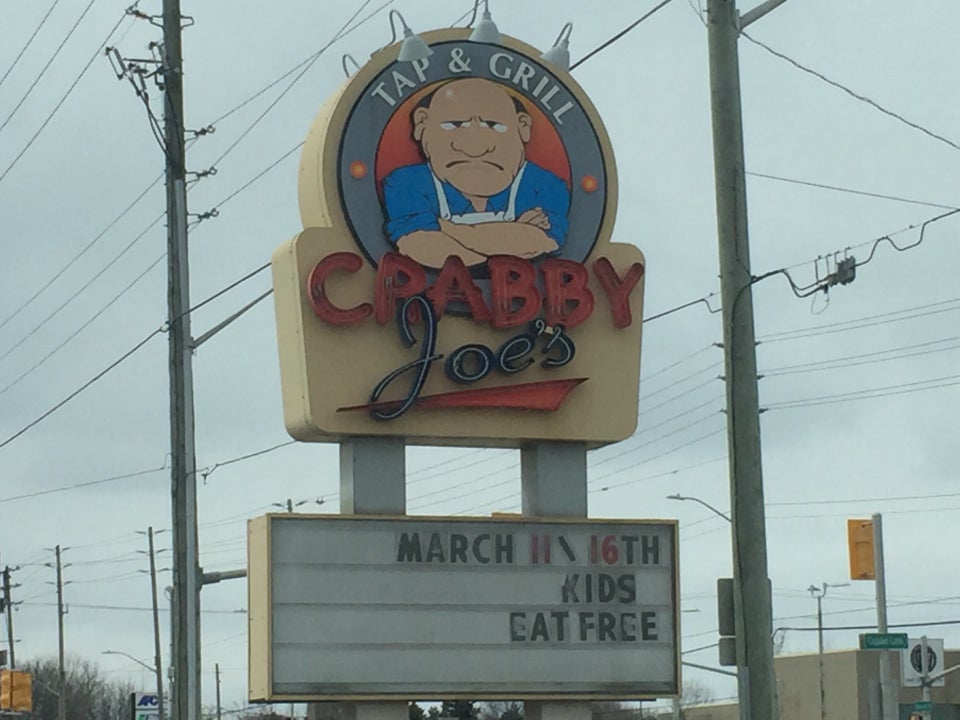 TAP & GRILL
CRABBY
Joe's
MARCH 11 \ 16TH
KIDS
EAT FREE